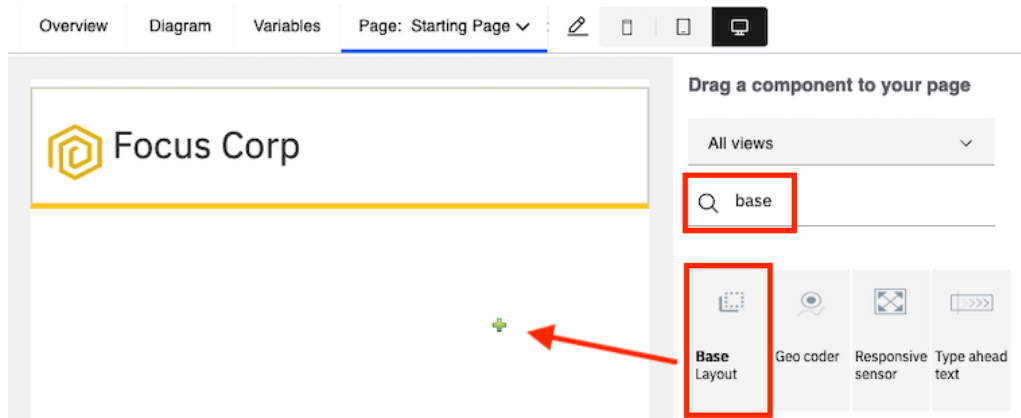 Overview Diagram Variables Page: Starting Page
Drag a component to your page
Focus Corp
All views
base
Base Layout
Geo coder
Responsive sensor
Type ahead text